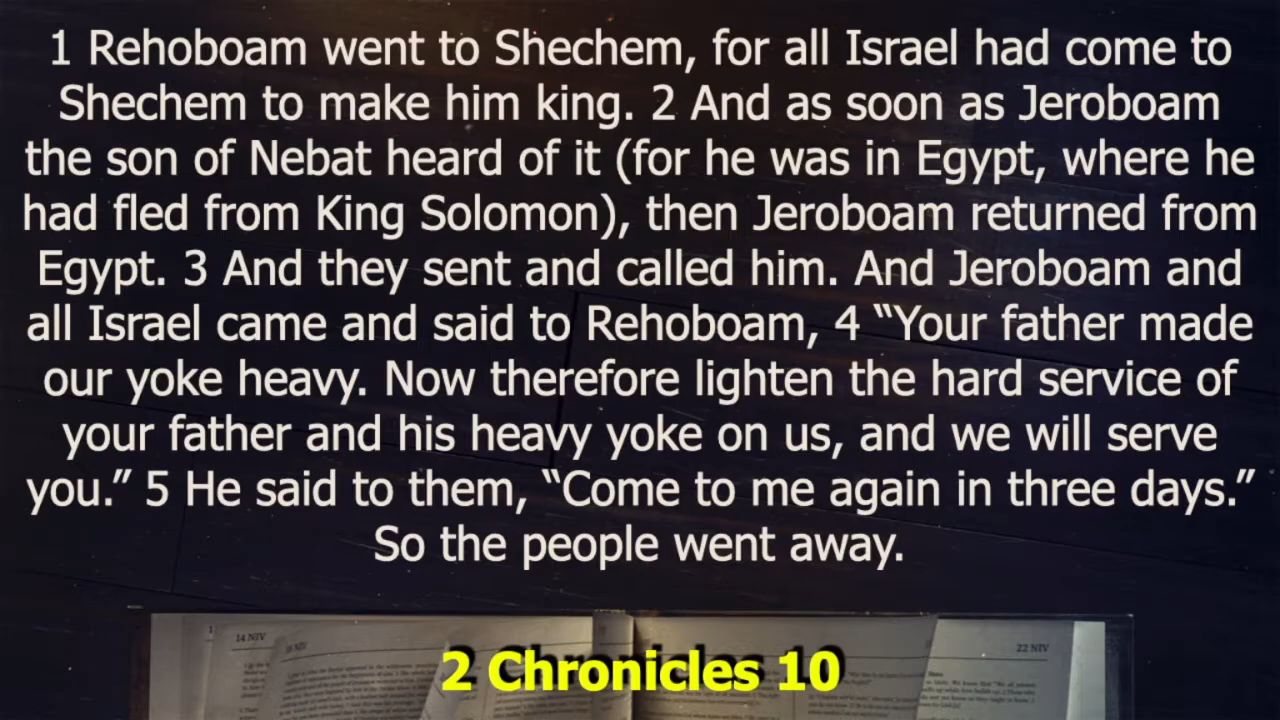 1 Rehoboam went to Shechem, for all Israel had come to
Shechem to make him king. 2 And as soon as Jeroboam
the son of Nebat heard of it (for he was in Egypt, where he
had fled from King Solomon), then Jeroboam returned from
Egypt. 3 And they sent and called him. And Jeroboam and
all Israel came and said to Rehoboam, 4 “Your father made
our yoke heavy. Now therefore lighten the hard service of
your father and his heavy yoke on us, and we will serve
you.” 5 He said to them, “Come to me again in three days.”
So the people went away.
14 NIV
22 NIV
2 Chronicles 10